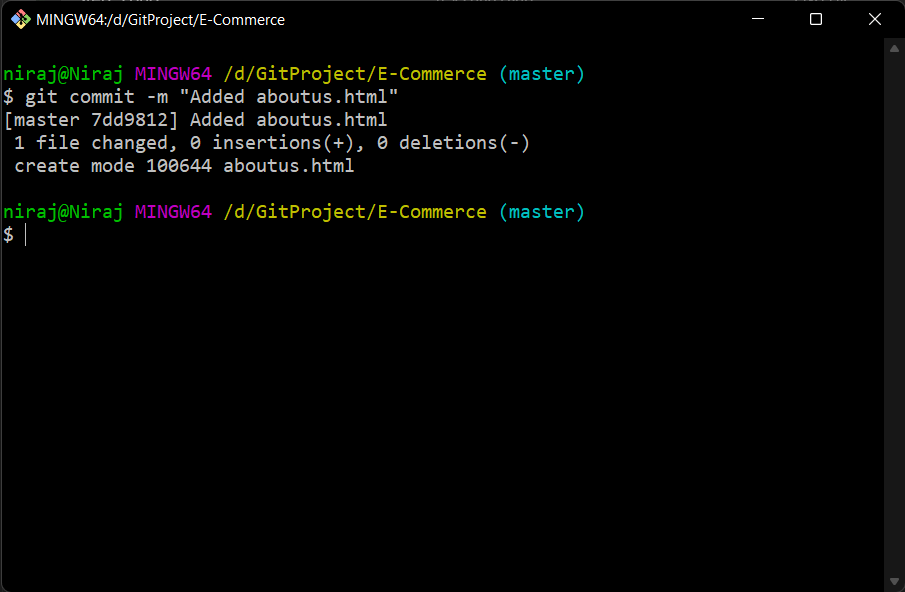 MINGW64:/d/GitProject/E-Commerce
niraj@Niraj MINGW64 /d/GitProject/E-Commerce (master)
$ git commit -m "Added aboutus.html"
[master 7dd9812] Added aboutus.html
 1 file changed, 0 insertions(+), 0 deletions(-)
 create mode 100644 aboutus.html
niraj@Niraj MINGW64 /d/GitProject/E-Commerce (master)
$